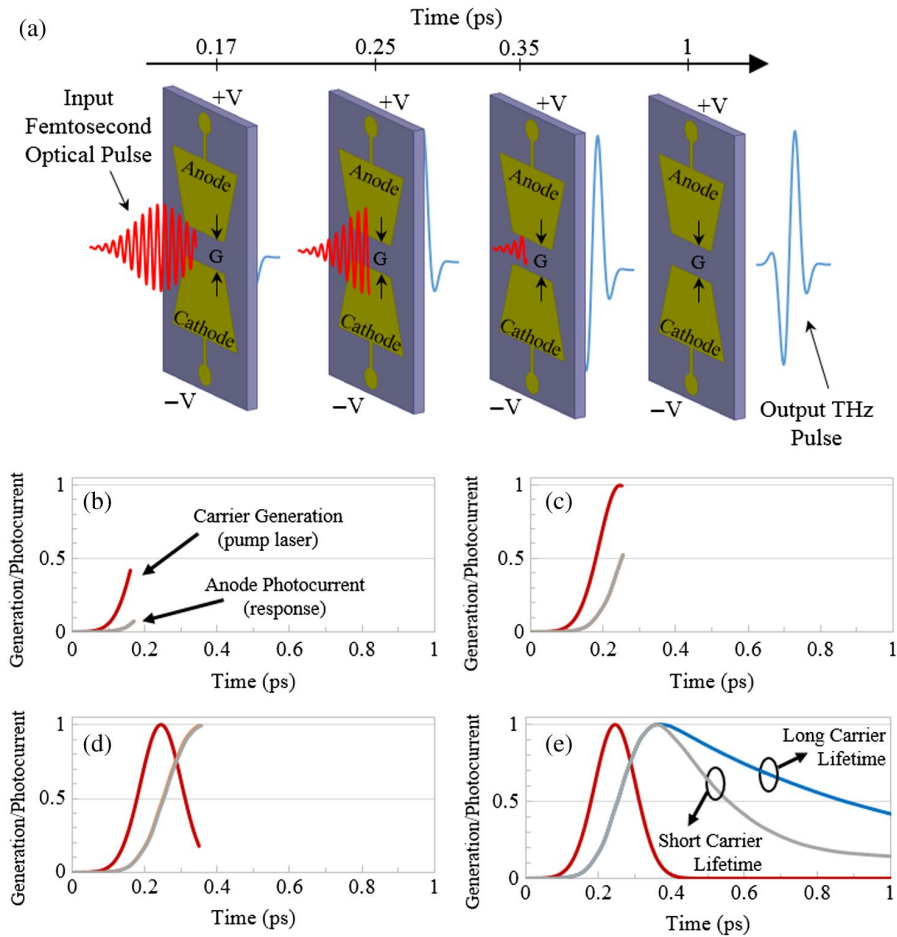 (a)
Time (ps)
0.17 0.25 0.35 1
Input
Femtosecond
Optical Pulse
+V +V +V +V
Anode Anode Anode Anode
G G G G
Cathode Cathode Cathode Cathode
−V −V −V −V
Output THz
Pulse
(b)
Generation/Photocurrent
1
0.5
0
Carrier Generation
(pump laser)
Anode Photocurrent
(response)
0 0.2 0.4 0.6 0.8 1
Time (ps)
(c)
Generation/Photocurrent
1
0.5
0
0 0.2 0.4 0.6 0.8 1
Time (ps)
(d)
Generation/Photocurrent
1
0.5
0
0 0.2 0.4 0.6 0.8 1
Time (ps)
(e)
Generation/Photocurrent
1
0.5
0
Long Carrier
Lifetime
Short Carrier
Lifetime
0 0.2 0.4 0.6 0.8 1
Time (ps)